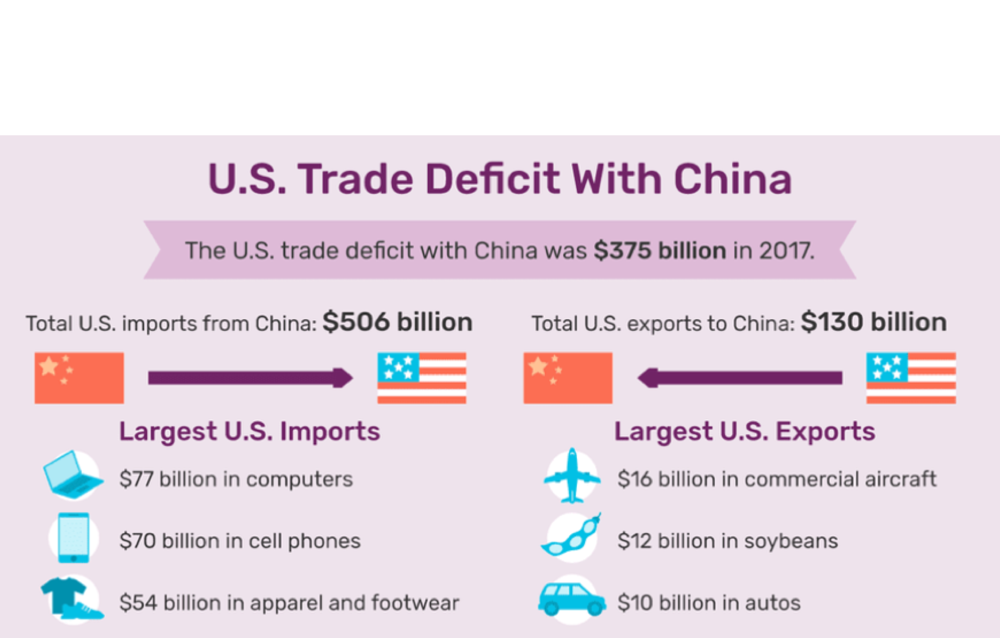 U.S. Trade Deficit With China
The U.S. trade deficit with China was $375 billion in 2017.
Total U.S. imports from China: $506 billion
Largest U.S. Imports
$77 billion in computers
$70 billion in cell phones
$54 billion in apparel and footwear
Total U.S. exports to China: $130 billion
Largest U.S. Exports
$16 billion in commercial aircraft
$12 billion in soybeans
$10 billion in autos